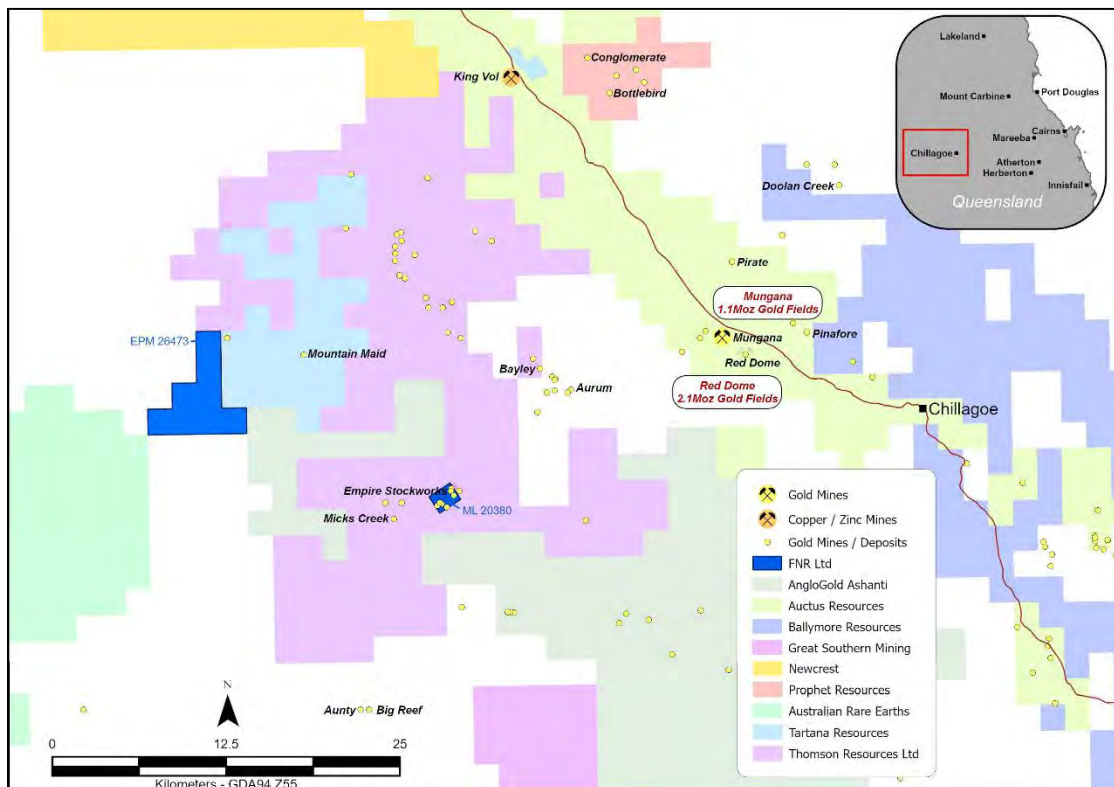 Lakeland
Conglomerate
King Vol
Bottlebird
Mount Carbine
Port Douglas
Cairns
Mareeba
Chillagoe
Atherton
Herberton
Innisfail
Queensland
Doolan Creek
Pirate
Mungana
1.1Moz Gold Fields
EPM 26473
Mungana
Pinafore
Mountain Maid
Red Dome
Bayley
Aurum
Red Dome
2.1Moz Gold Fields
Chillagoe
Empire Stockworks
ML 20380
Micks Creek
Gold Mines
Copper / Zinc Mines
Gold Mines / Deposits
FNR Ltd
AngloGold Ashanti
Auctus Resources
Ballymore Resources
Great Southern Mining
Newcrest
Prophet Resources
Australian Rare Earths
Tartana Resources
Thomson Resources Ltd
N
Aunty
Big Reef
0 12.5 25
Kilometers - GDA94 Z55